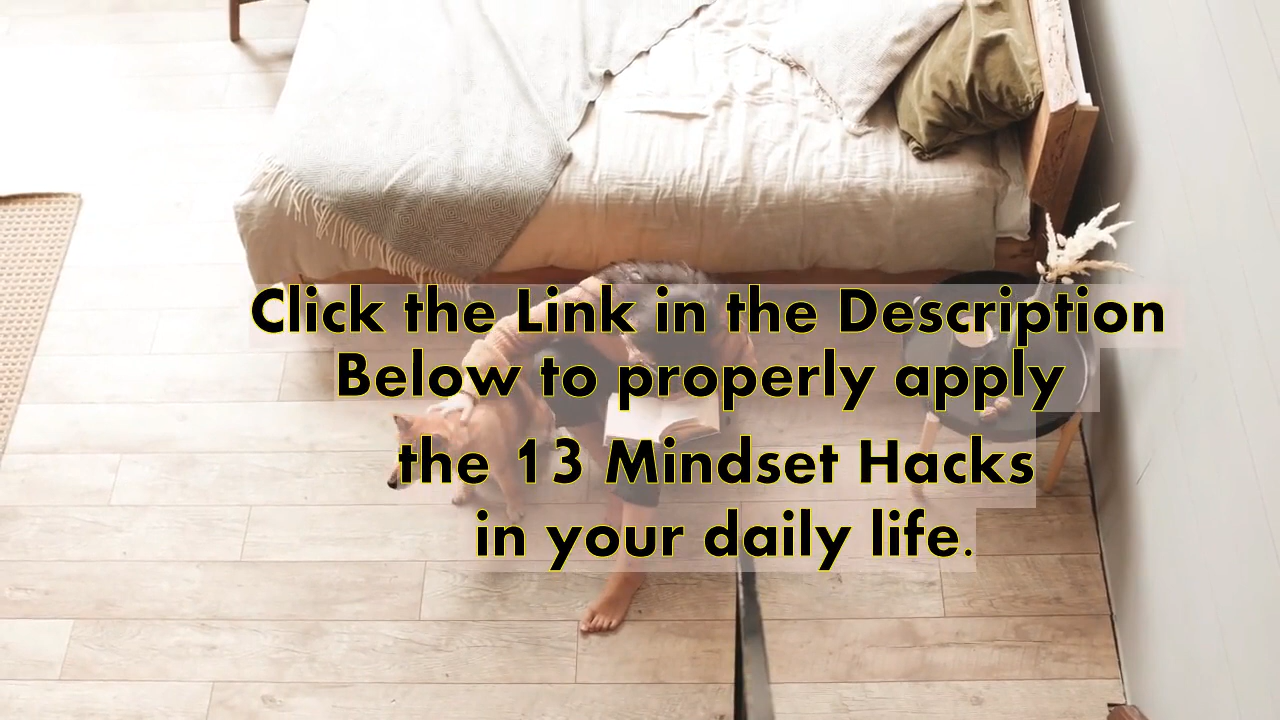 Click the Link in the Description
Below to properly apply
the 13 Mindset Hacks
in your daily life.